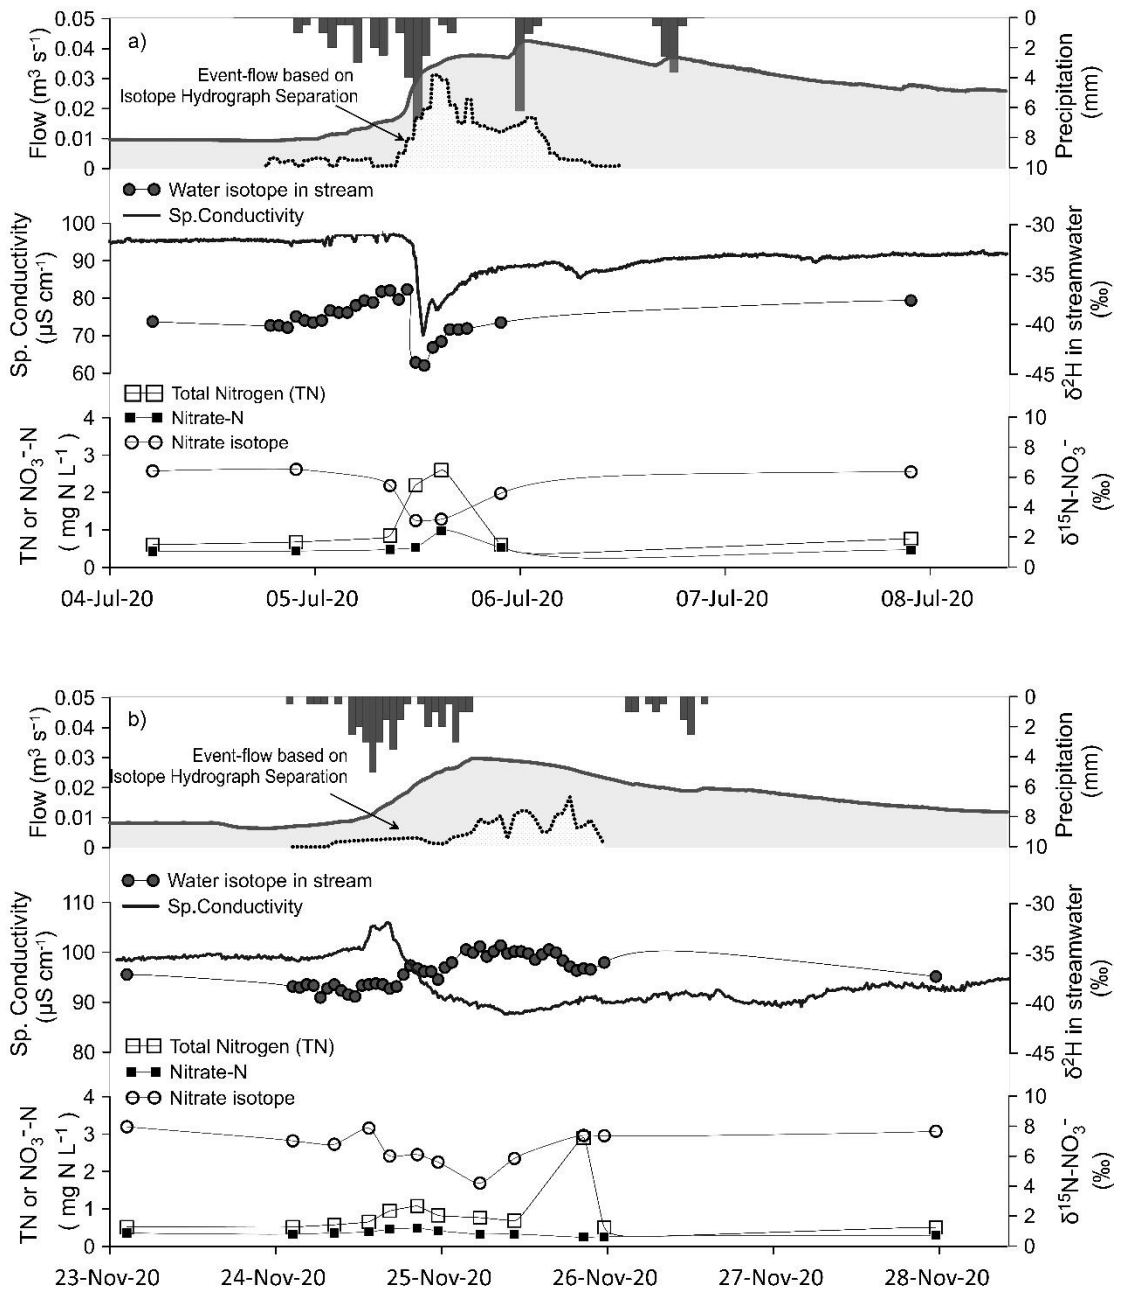 a)
Flow (m³ s⁻¹)
0.05
0.04
0.03
0.02
0.01
0
Event-flow based on
Isotope Hydrograph Separation
0
2
4
6
8
10
Precipitation
(mm)
Water isotope in stream
Sp.Conductivity
Sp. Conductivity
(µS cm⁻¹)
100
90
80
70
60
-30
-35
-40
-45
δ²H in streamwater
(‰)
Total Nitrogen (TN)
Nitrate-N
Nitrate isotope
TN or NO₃⁻-N
( mg N L⁻¹)
4
3
2
1
0
10
8
6
4
2
0
δ¹⁵N-NO₃⁻
(‰)
04-Jul-20
05-Jul-20
06-Jul-20
07-Jul-20
08-Jul-20
b)
Flow (m³ s⁻¹)
0.05
0.04
0.03
0.02
0.01
0
Event-flow based on
Isotope Hydrograph Separation
0
2
4
6
8
10
Precipitation
(mm)
Water isotope in stream
Sp.Conductivity
Sp. Conductivity
(µS cm⁻¹)
110
100
90
80
-30
-35
-40
-45
δ²H in streamwater
(‰)
Total Nitrogen (TN)
Nitrate-N
Nitrate isotope
TN or NO₃⁻-N
( mg N L⁻¹)
4
3
2
1
0
10
8
6
4
2
0
δ¹⁵N-NO₃⁻
(‰)
23-Nov-20
24-Nov-20
25-Nov-20
26-Nov-20
27-Nov-20
28-Nov-20